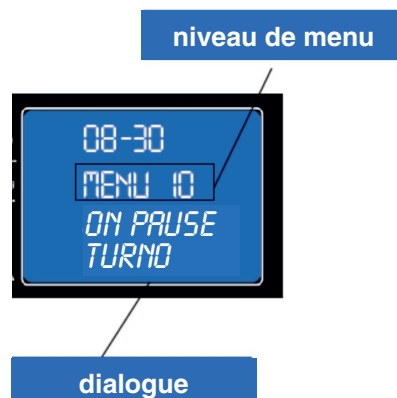 niveau de menu
08-30
MENU 10
ON PAUSE
TURNO
dialogue